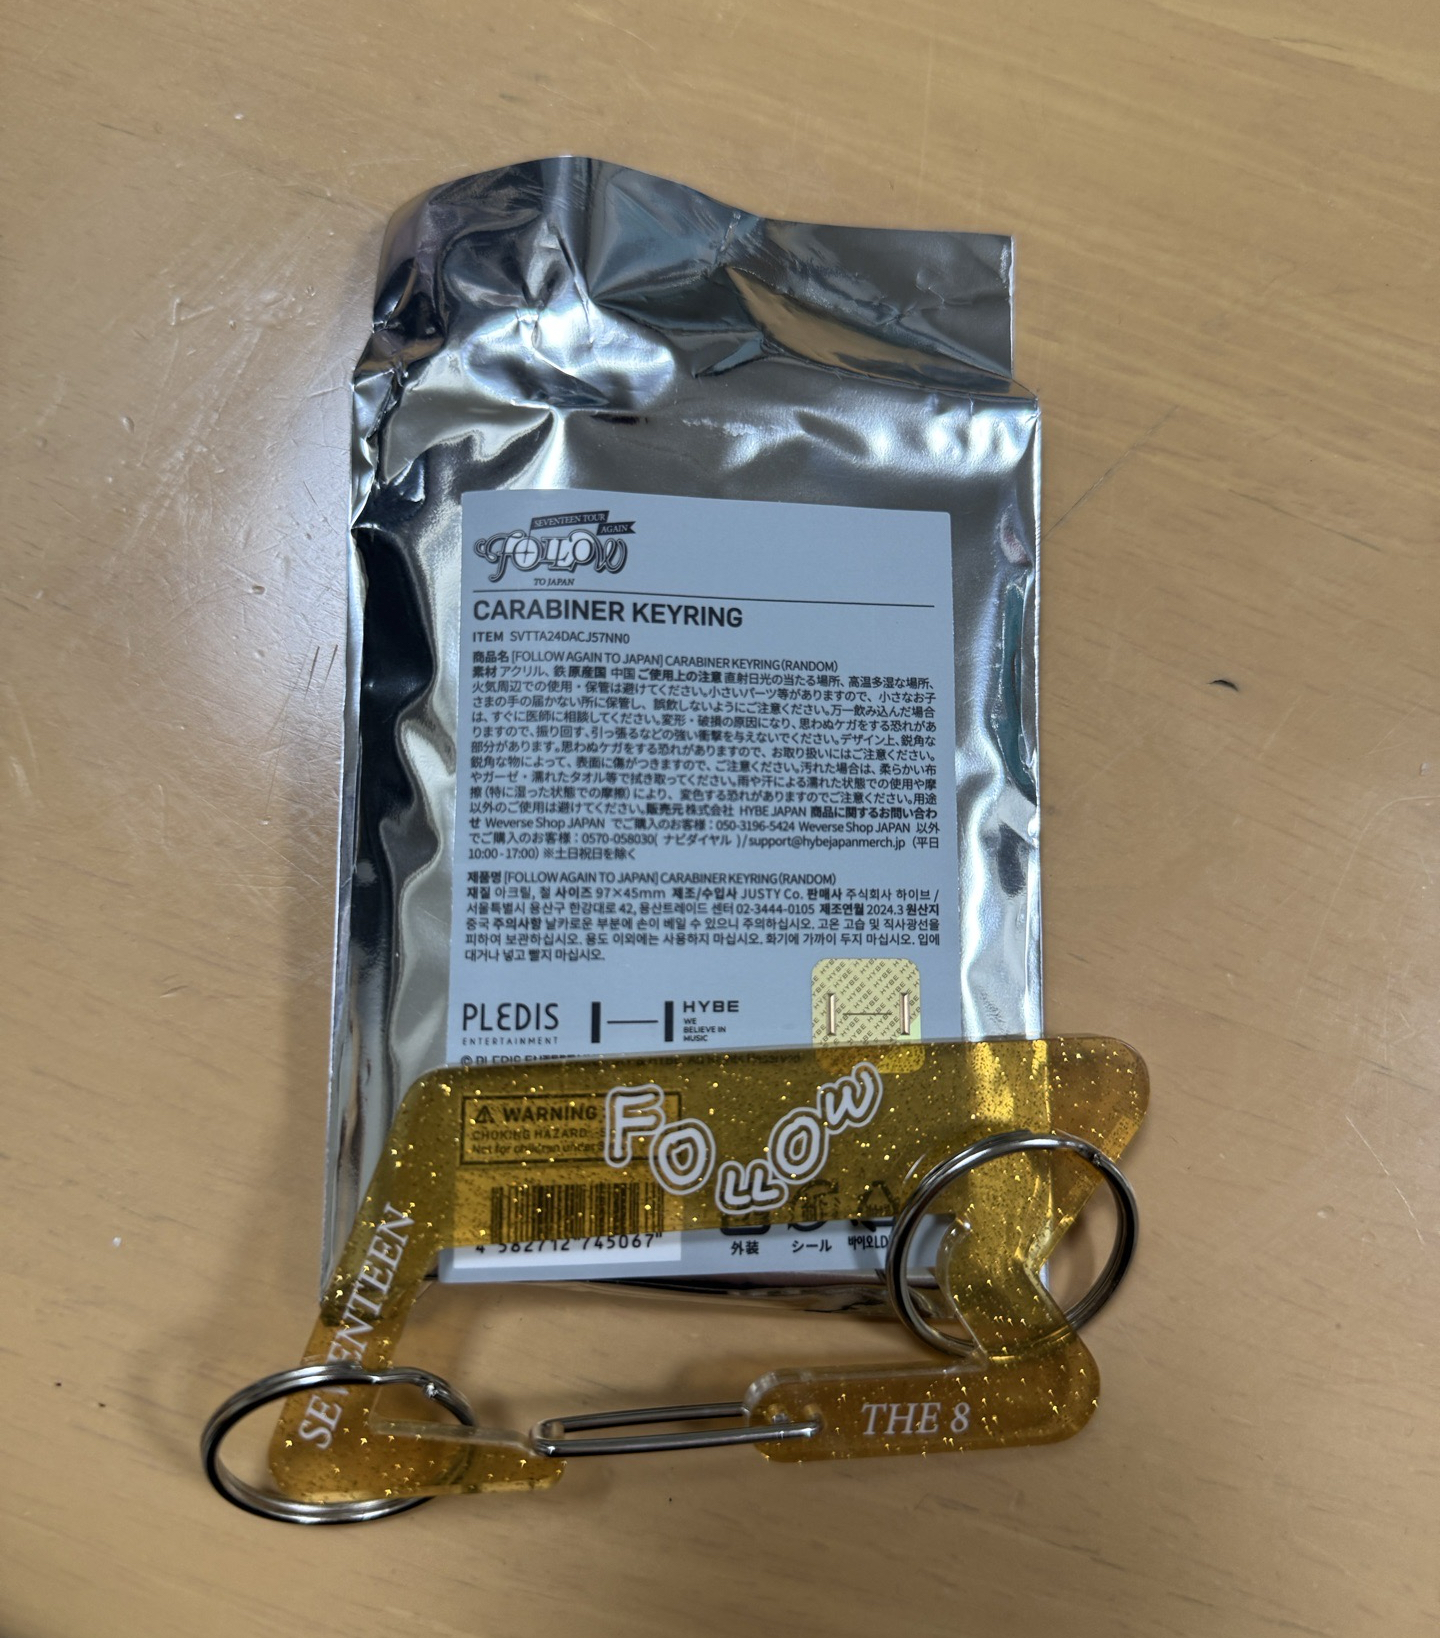 SEVENTEEN TOUR
AGAIN
FOLLOW
TO JAPAN
CARABINER KEYRING
ITEM SVTTA24DACJ57NN0
商品名 [FOLLOW AGAIN TO JAPAN] CARABINER KEYRING (RANDOM)
素材 アクリル、鉄 原産国 中国 ご使用上の注意 直射日光の当たる場所、高温多湿な場所、
火気周辺での使用・保管は避けてください。小さいパーツ等がありますので、小さなお子
さまの手の届かない所に保管し、誤飲しないようにご注意ください。万一飲み込んだ場合
は、すぐに医師に相談してください。変形・破損の原因になり、思わぬケガをする恐れがあ
りますので、振り回す、引っ張るなどの強い衝撃を与えないでください。デザイン上、鋭角な
部分があります。思わぬケガをする恐れがありますので、お取り扱いにはご注意ください。
鋭角な物によって、表面に傷がつきますので、ご注意ください。汚れた場合は、柔らかい布
やガーゼ・濡れたタオル等で拭き取ってください。雨や汗による濡れた状態での使用や摩
擦（特に湿った状態での摩擦）により、変色する恐れがありますのでご注意ください。用途
以外のご使用は避けてください。販売元 株式会社 HYBE JAPAN 商品に関するお問い合わ
せ Weverse Shop JAPAN でご購入のお客様：050-3196-5424 Weverse Shop JAPAN 以外
でご購入のお客様：0570-058030( ナビダイヤル )/support@hybejapanmerch.jp（平日
10:00 - 17:00）※土日祝日を除く
제품명 [FOLLOW AGAIN TO JAPAN] CARABINER KEYRING (RANDOM)
재질 아크릴, 철 사이즈 97×45mm 제조/수입사 JUSTY Co. 판매사 주식회사 하이브 /
서울특별시 용산구 한강대로 42, 용산트레이드 센터 02-3444-0105 제조연월 2024.3 원산지
중국 주의사항 날카로운 부분에 손이 베일 수 있으니 주의하십시오. 고온 고습 및 직사광선을
피하여 보관하십시오. 용도 이외에는 사용하지 마십시오. 화기에 가까이 두지 마십시오. 입에
대거나 넣고 빨지 마십시오.
PLEDIS
ENTERTAINMENT
HYBE
WE
BELIEVE IN
MUSIC
© PLEDIS
WARNING
CHOKING HAZARD
Not for children under
FOLLOW
4 582712 745067
外装
シール
바이오
SEVENTEEN
THE 8